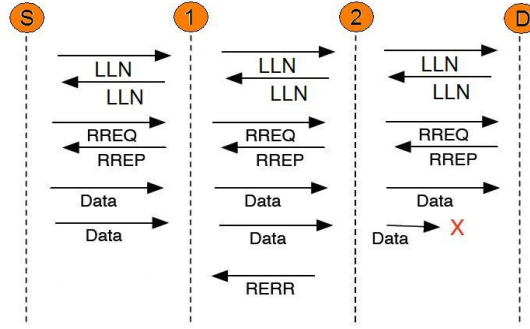 S 1 2 D
LLN LLN LLN
LLN LLN LLN
RREQ RREQ RREQ
RREP RREP RREP
Data Data Data
Data Data Data X
RERR